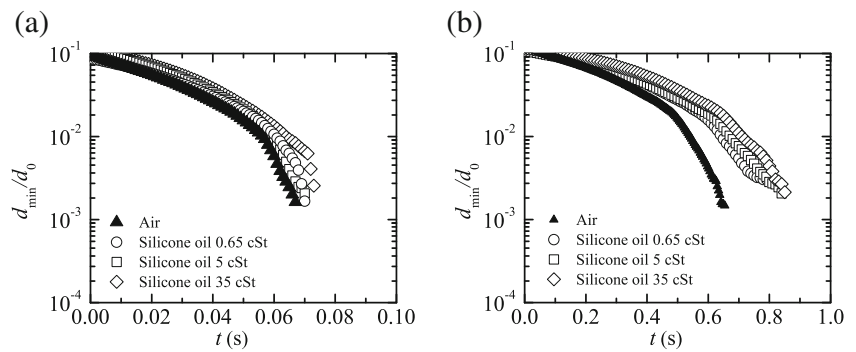 (a)
10⁻¹
10⁻²
10⁻³
10⁻⁴
d_min/d_0
Air
Silicone oil 0.65 cSt
Silicone oil 5 cSt
Silicone oil 35 cSt
0.00 0.02 0.04 0.06 0.08 0.10
t (s)
(b)
10⁻¹
10⁻²
10⁻³
10⁻⁴
d_min/d_0
Air
Silicone oil 0.65 cSt
Silicone oil 5 cSt
Silicone oil 35 cSt
0.0 0.2 0.4 0.6 0.8 1.0
t (s)